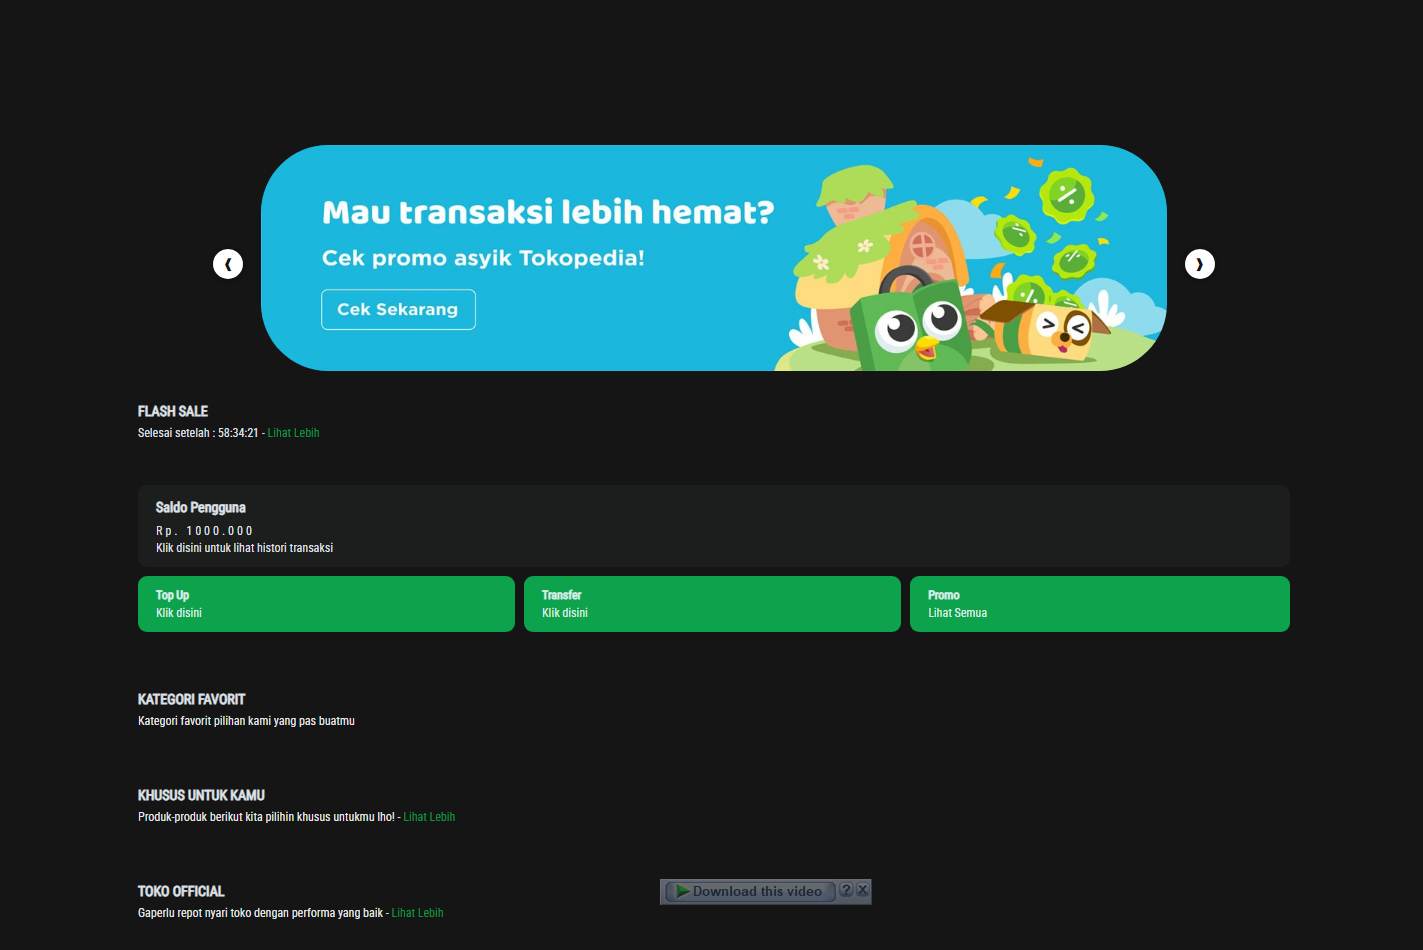 Mau transaksi lebih hemat?
Cek promo asyik Tokopedia!
Cek Sekarang
FLASH SALE
Selesai setelah : 58:34:21 - Lihat Lebih
Saldo Pengguna
Rp. 1000.000
Klik disini untuk lihat histori transaksi
Top Up
Klik disini
Transfer
Klik disini
Promo
Lihat Semua
KATEGORI FAVORIT
Kategori favorit pilihan kami yang pas buatmu
KHUSUS UNTUK KAMU
Produk-produk berikut kita pilihin khusus untukmu lho! - Lihat Lebih
TOKO OFFICIAL
Gaperlu repot nyari toko dengan performa yang baik - Lihat Lebih
Download this video ? X